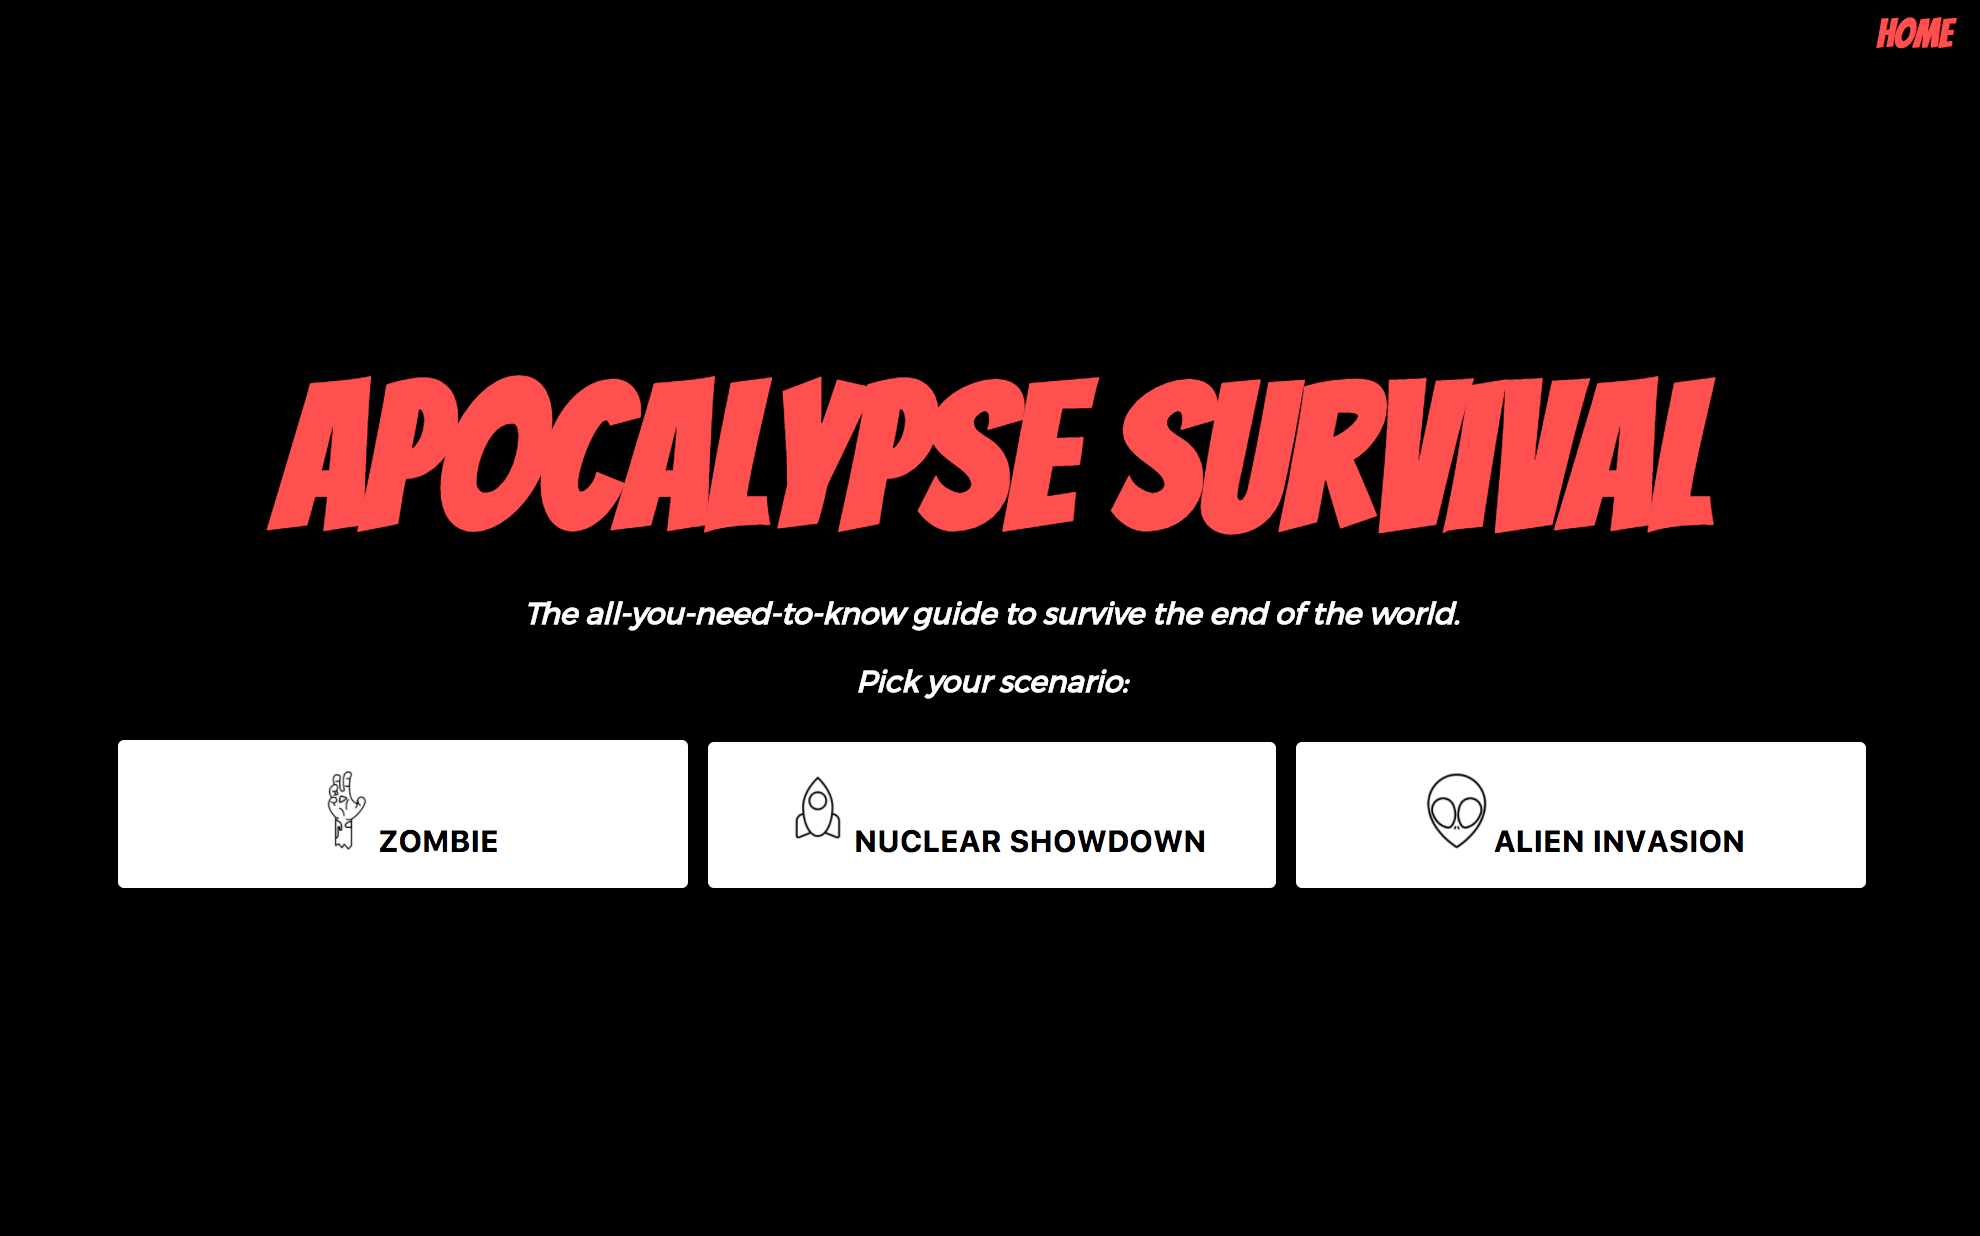 HOME
APOCALYPSE SURVIVAL
The all-you-need-to-know guide to survive the end of the world.
Pick your scenario:
ZOMBIE
NUCLEAR SHOWDOWN
ALIEN INVASION